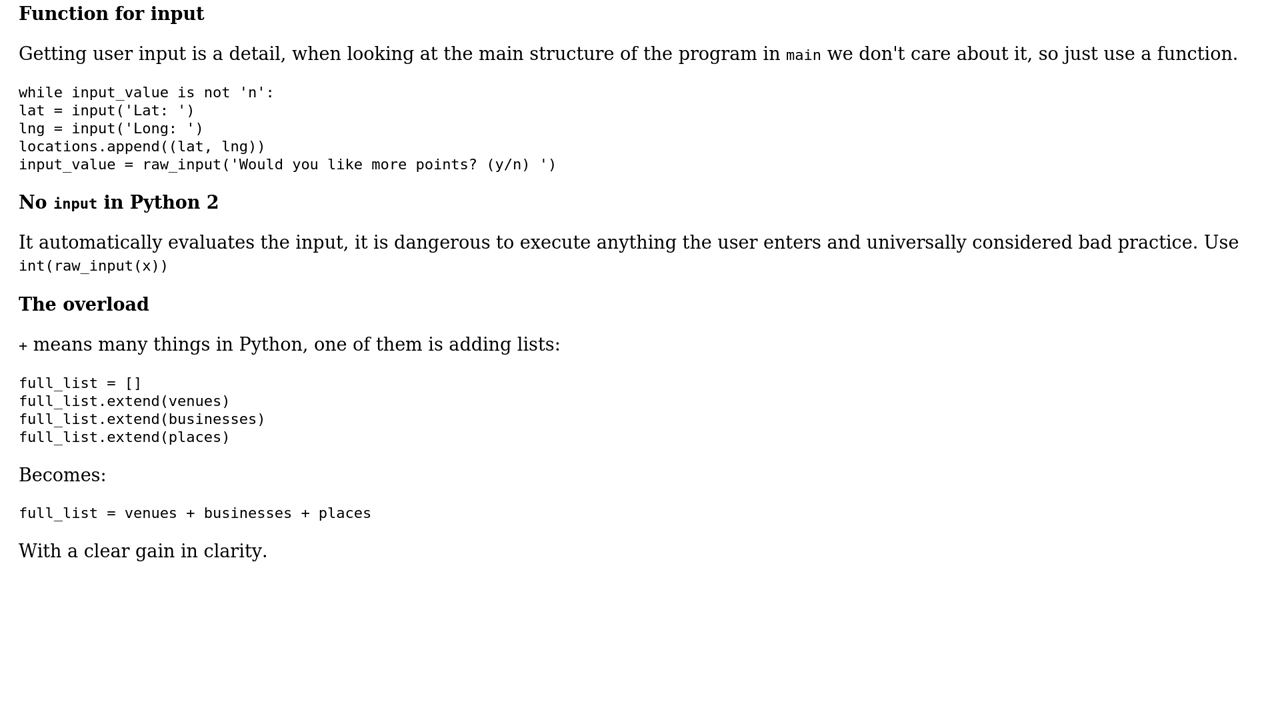 Function for input
Getting user input is a detail, when looking at the main structure of the program in main we don't care about it, so just use a function.
while input_value is not 'n':
lat = input('Lat: ')
lng = input('Long: ')
locations.append((lat, lng))
input_value = raw_input('Would you like more points? (y/n) ')
No input in Python 2
It automatically evaluates the input, it is dangerous to execute anything the user enters and universally considered bad practice. Use
int(raw_input(x))
The overload
+ means many things in Python, one of them is adding lists:
full_list = []
full_list.extend(venues)
full_list.extend(businesses)
full_list.extend(places)
Becomes:
full_list = venues + businesses + places
With a clear gain in clarity.